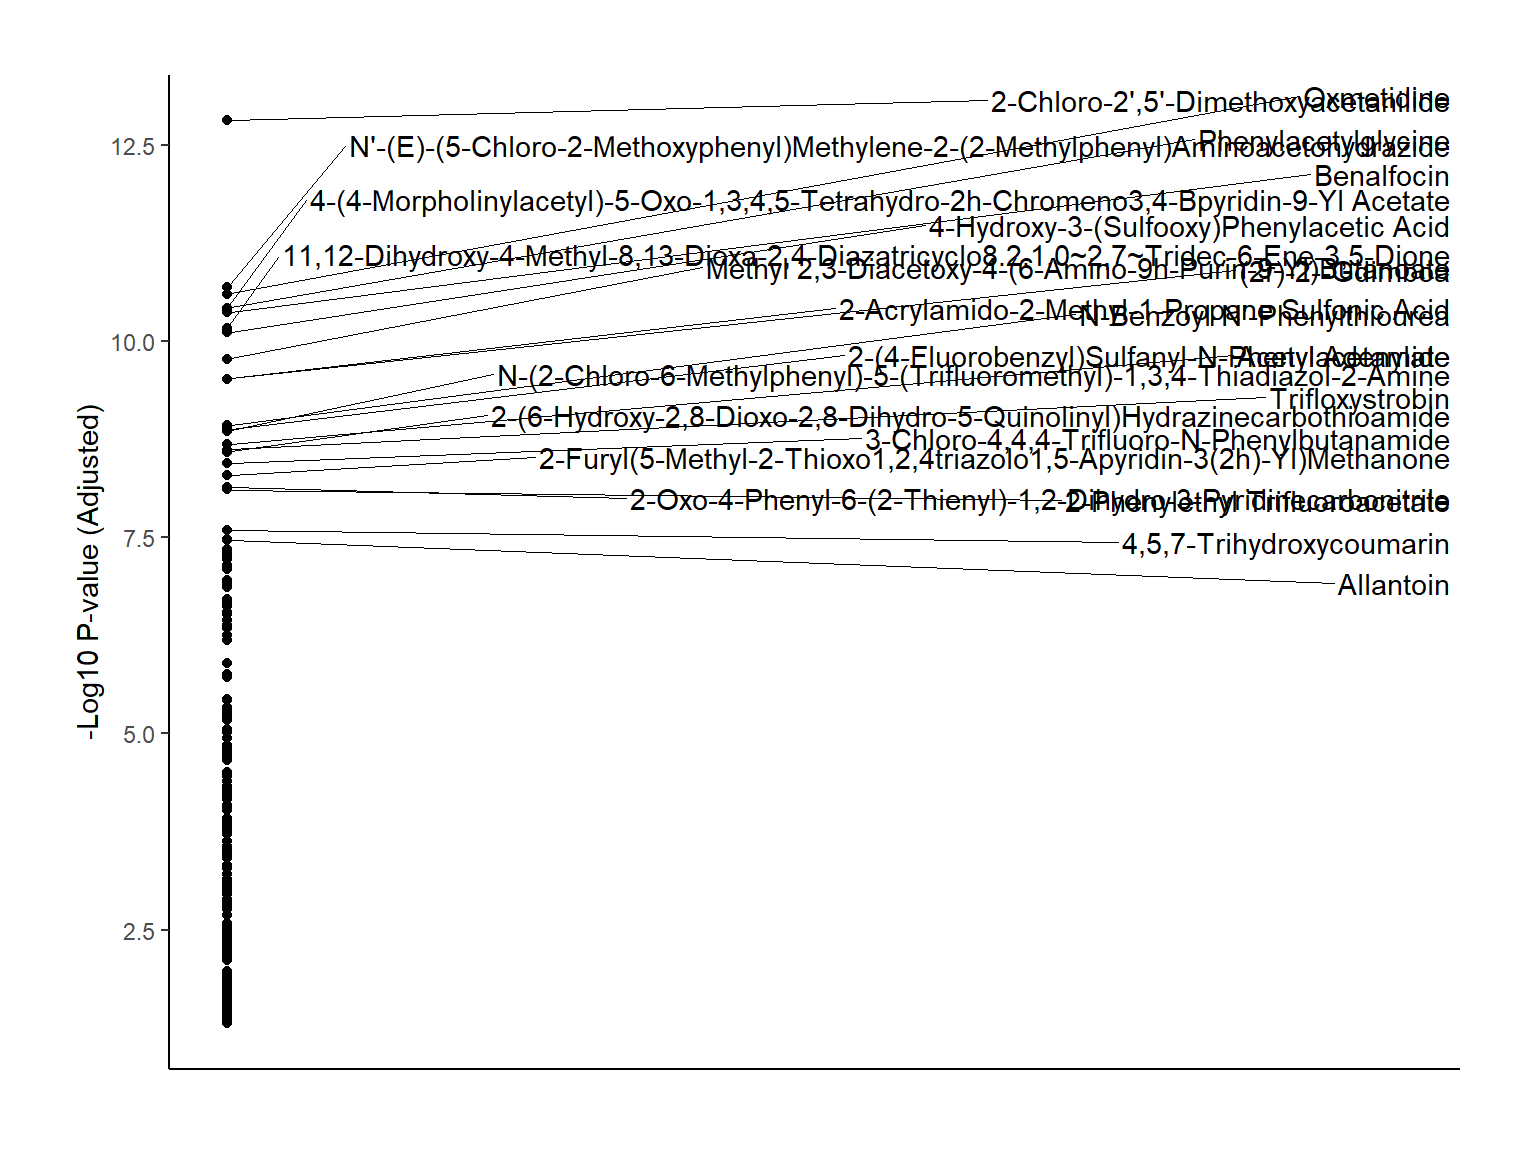 2-Chloro-2',5'-Dimethoxyacetanilide
Oxmetidine
N'-(E)-(5-Chloro-2-Methoxyphenyl)Methylene-2-(2-Methylphenyl)Aminoacetohydrazide
Phenylacetylglycine
Benalfocin
4-(4-Morpholinylacetyl)-5-Oxo-1,3,4,5-Tetrahydro-2h-Chromeno3,4-Bpyridin-9-Yl Acetate
4-Hydroxy-3-(Sulfooxy)Phenylacetic Acid
11,12-Dihydroxy-4-Methyl-8,13-Dioxa-2,4-Diazatricyclo8.2.1.0~2,7~Tridec-6-Ene-3,5-Dione
Methyl 2,3-Diacetoxy-4-(6-Amino-9h-Purin-9-Yl)Butanoate
2-Acrylamido-2-Methyl-1-Propane Sulfonic Acid
N-Benzoyl-N'-Phenylthiourea
2-(4-Fluorobenzyl)Sulfanyl-N-Phenylacetamide
N-(2-Chloro-6-Methylphenyl)-5-(Trifluoromethyl)-1,3,4-Thiadiazol-2-Amine
Trifloxystrobin
2-(6-Hydroxy-2,8-Dioxo-2,8-Dihydro-5-Quinolinyl)Hydrazinecarbothioamide
3-Chloro-4,4,4-Trifluoro-N-Phenylbutanamide
2-Furyl(5-Methyl-2-Thioxo1,2,4triazolo1,5-Apyridin-3(2h)-Yl)Methanone
2-Oxo-4-Phenyl-6-(2-Thienyl)-1,2-Dihydro-3-Pyridinecarbonitrile
2-Phenylethyl Trifluoroacetate
4,5,7-Trihydroxycoumarin
Allantoin
12.5
10.0
7.5
5.0
2.5
-Log10 P-value (Adjusted)